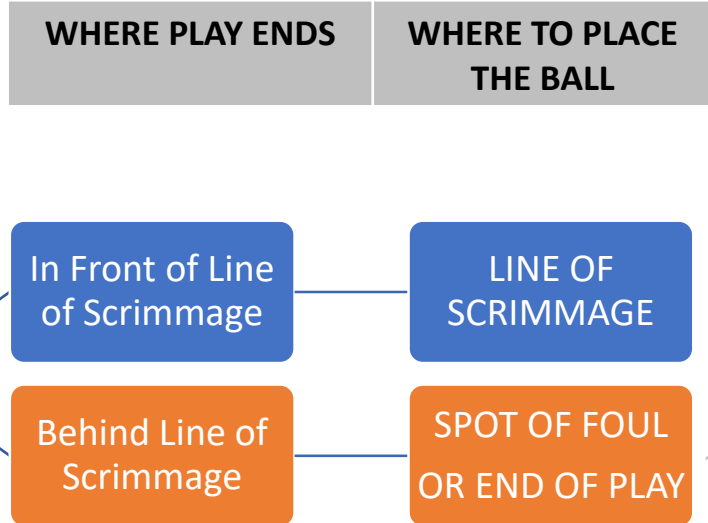 WHERE PLAY ENDS
WHERE TO PLACE
THE BALL
In Front of Line
of Scrimmage
LINE OF
SCRIMMAGE
Behind Line of
Scrimmage
SPOT OF FOUL
OR END OF PLAY